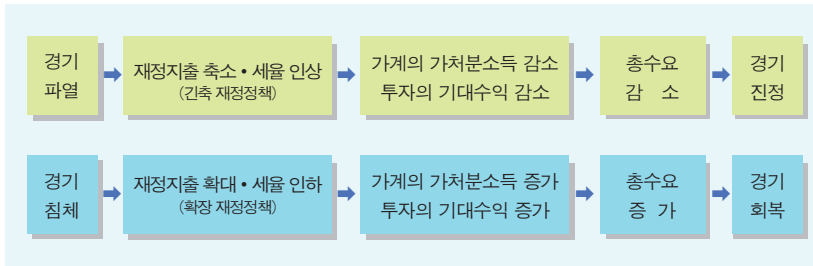 경기
파열
재정지출 축소 • 세율 인상
(긴축 재정정책)
가계의 가처분소득 감소
투자의 기대수익 감소
총수요
감 소
경기
진정
경기
침체
재정지출 확대 • 세율 인하
(확장 재정정책)
가계의 가처분소득 증가
투자의 기대수익 증가
총수요
증 가
경기
회복